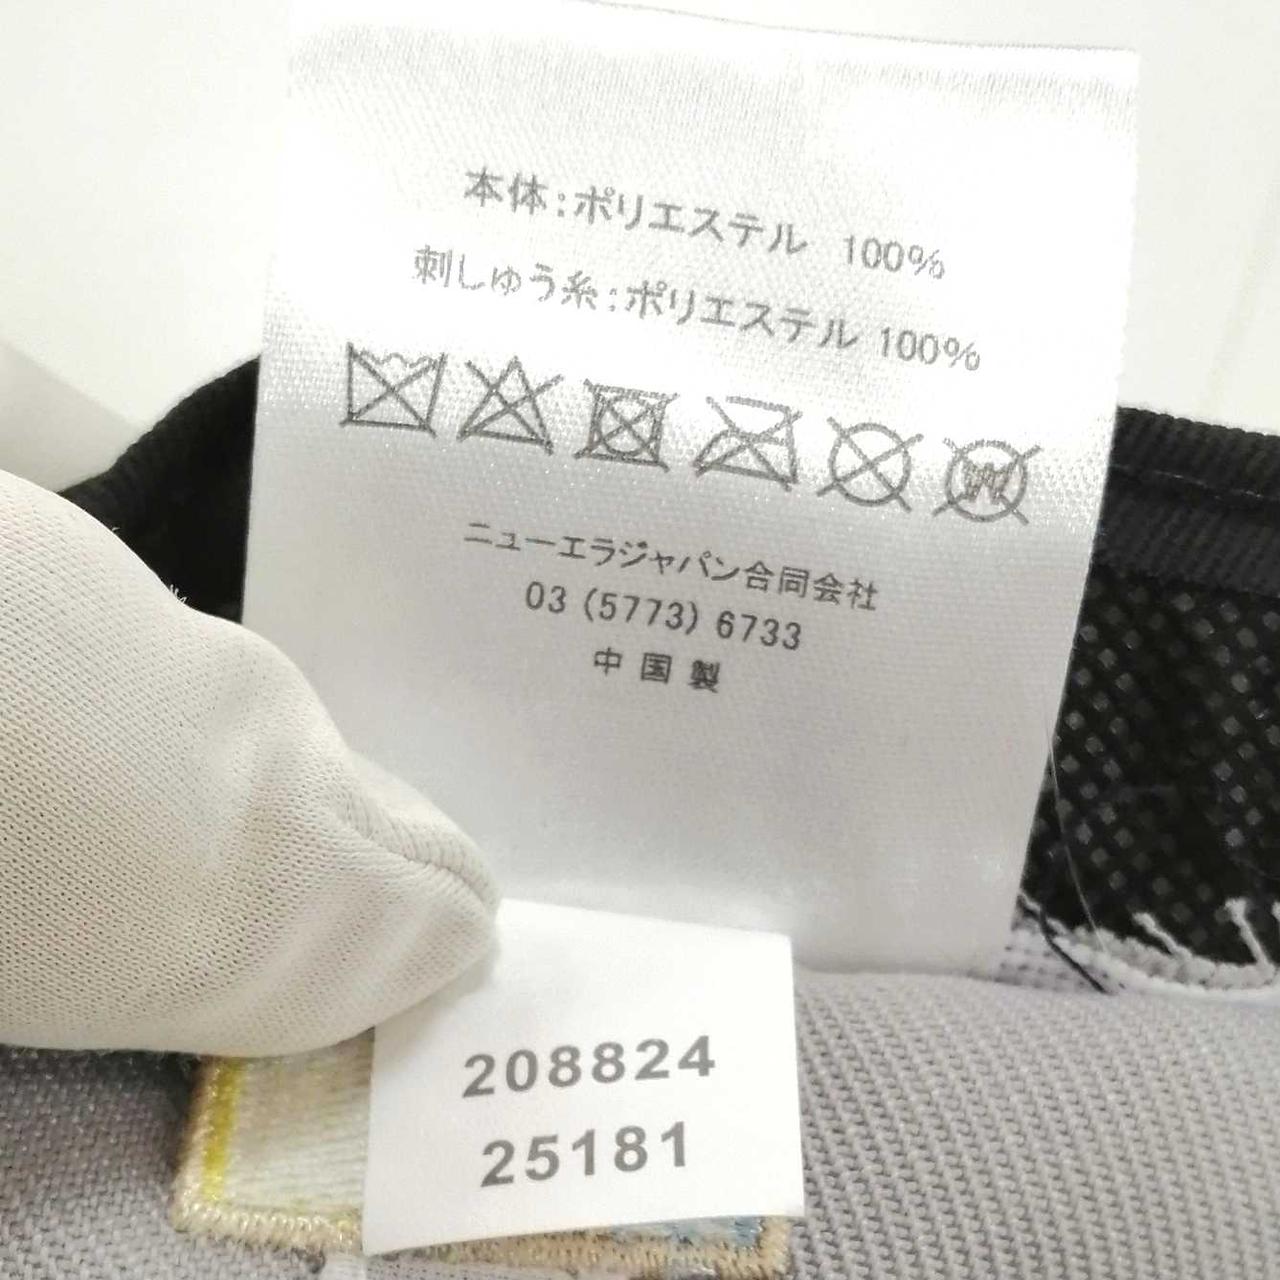 本体:ポリエステル 100%
刺しゅう糸:ポリエステル 100%
ニューエラジャパン合同会社
03 (5773) 6733
中国製
208824
25181